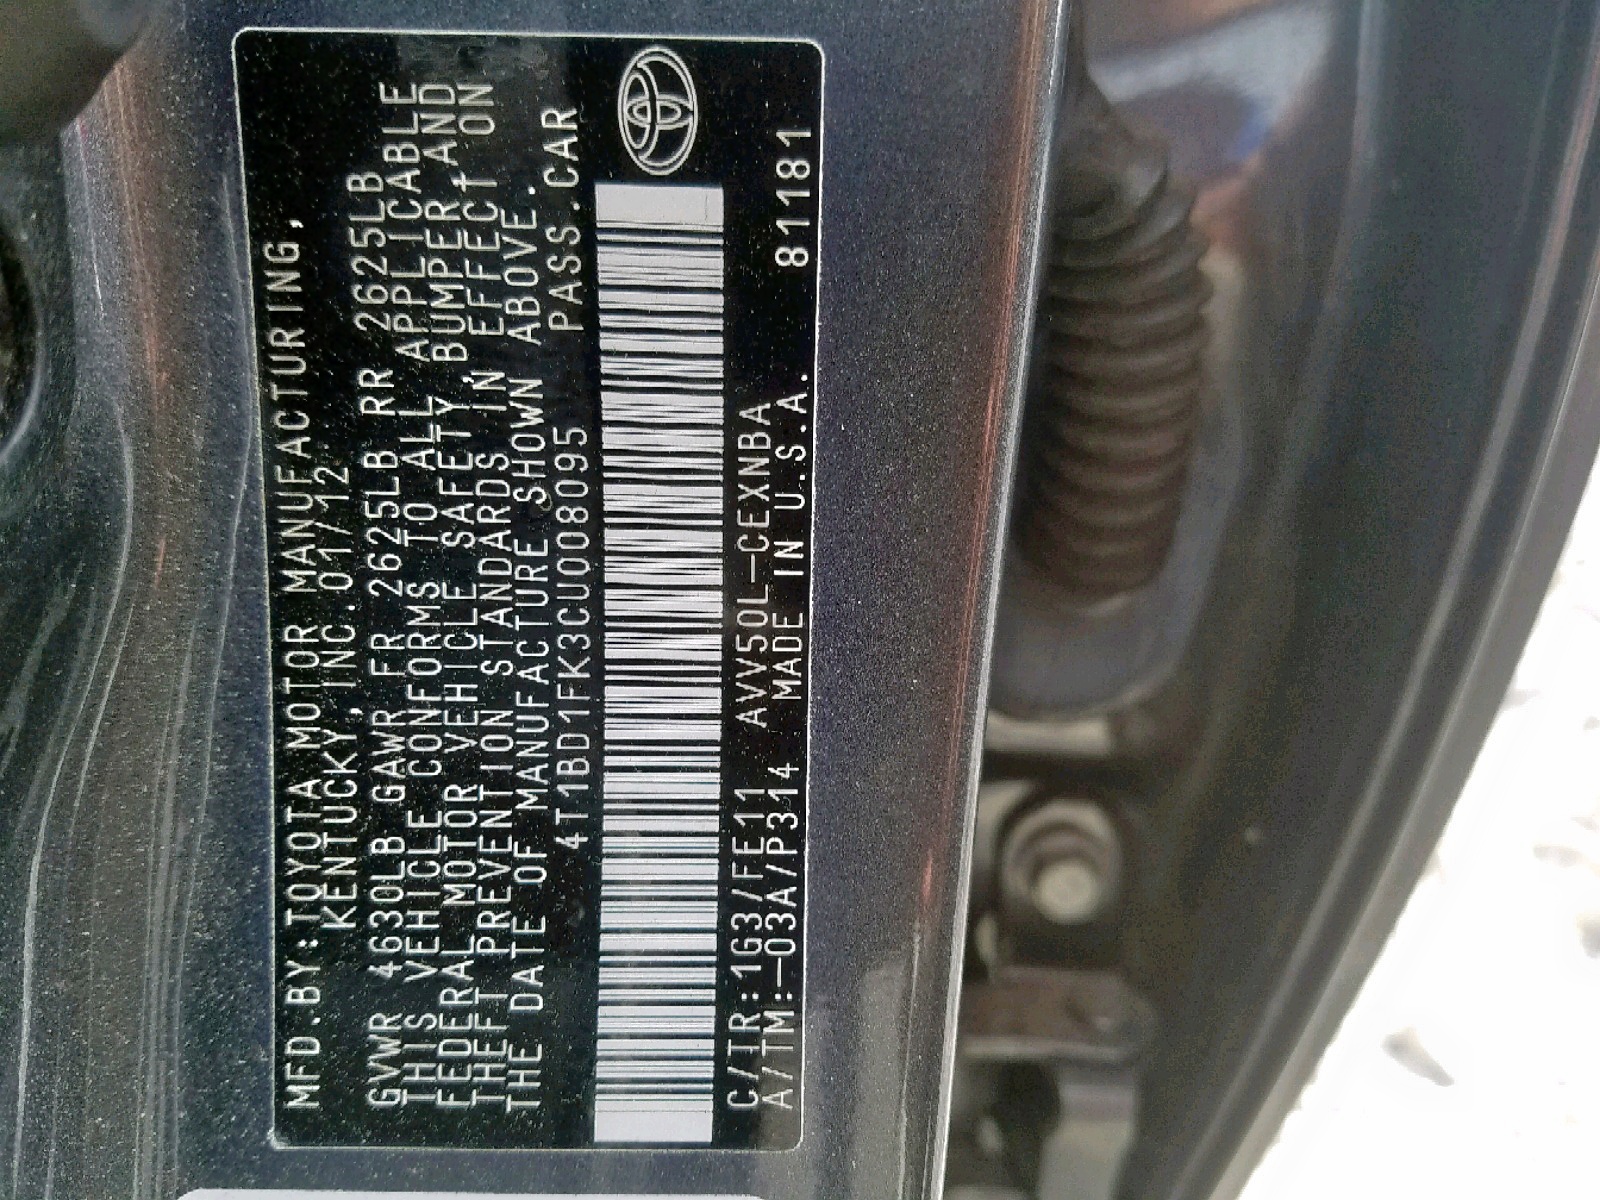 MFD.BY:TOYOTA MOTOR MANUFACTURING,
KENTUCKY,INC.01/12
GVWR 4630LB GAWR FR 2625LB RR 2625LB
THIS VEHICLE CONFORMS TO ALL APPLICABLE
FEDERAL MOTOR VEHICLE SAFETY, BUMPER AND
THEFT PREVENTION STANDARDS IN EFFECT ON
THE DATE OF MANUFACTURE SHOWN ABOVE.
4T1BD1FK3CU008095 PASS.CAR
C/TR:1G3/FE11 AVV50L-CEXNBA
A/TM:-03A/P314 MADE IN U.S.A. 81181